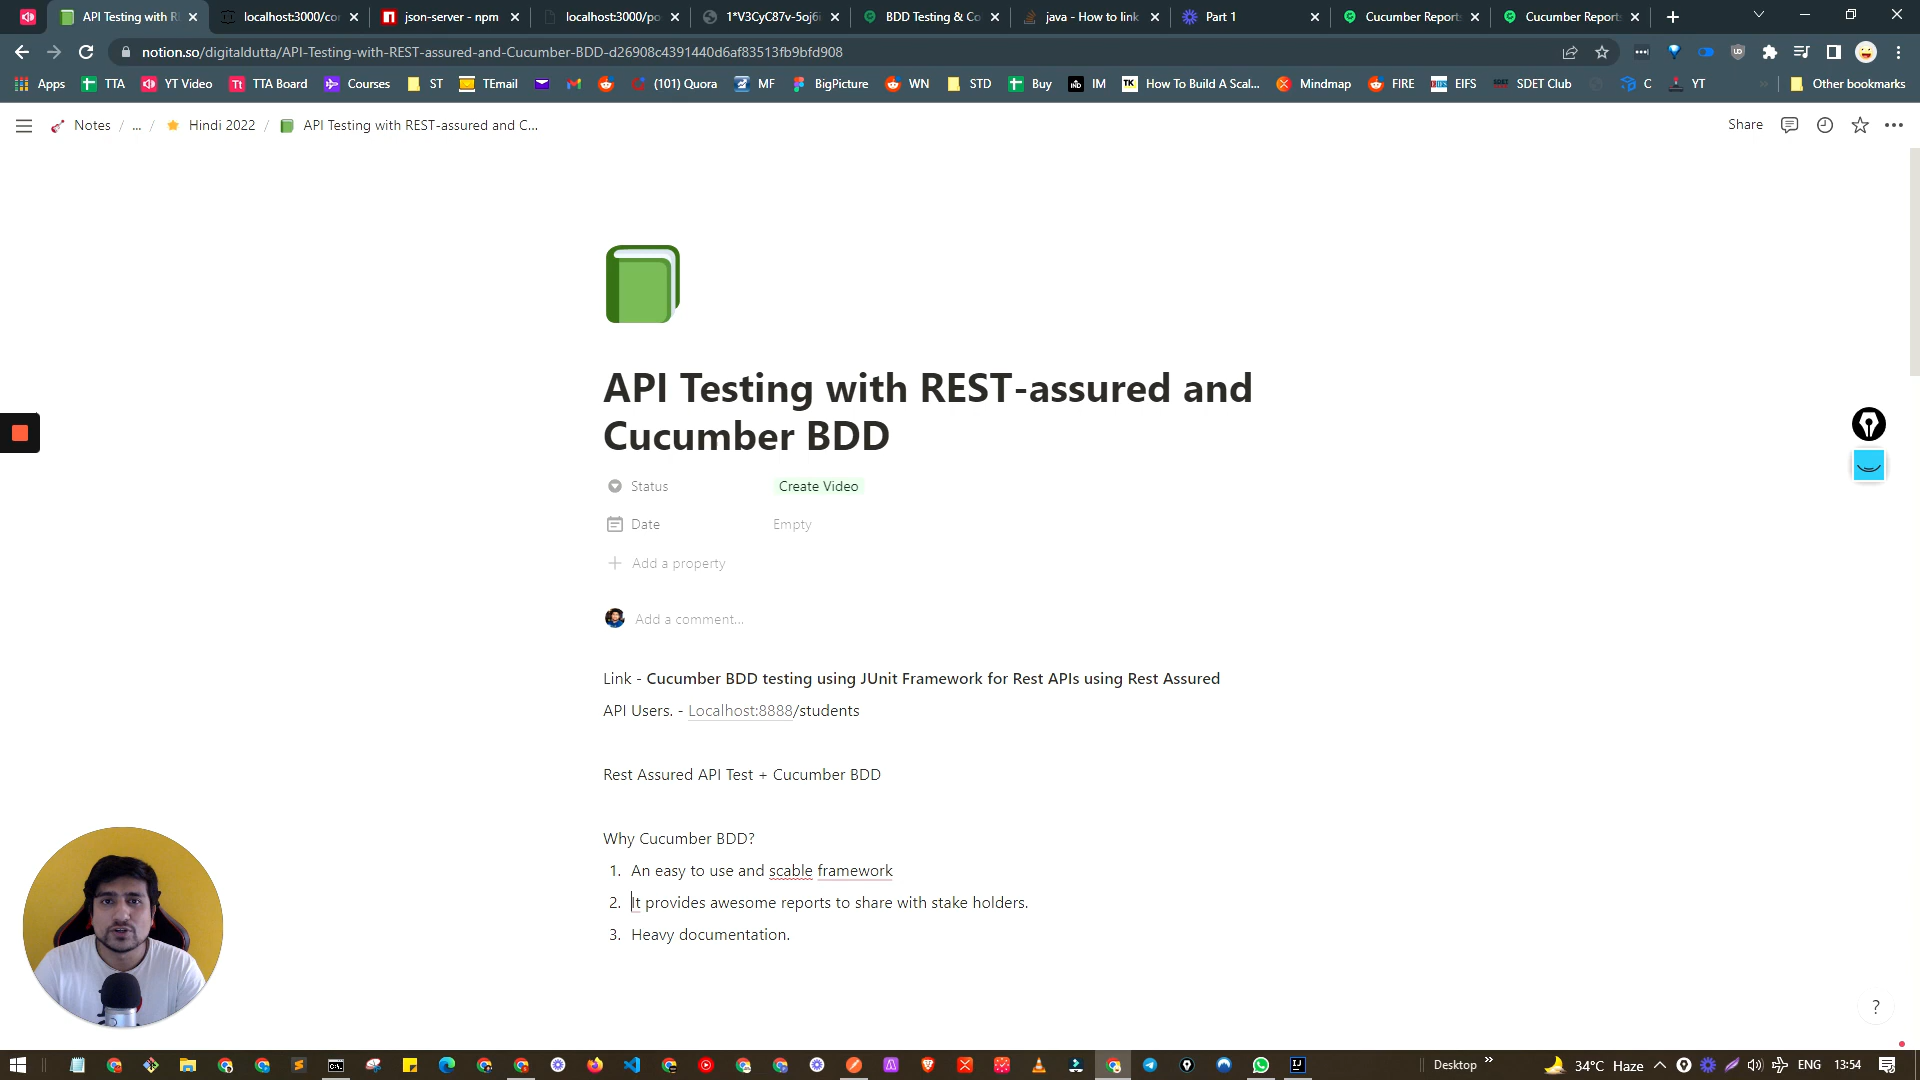 API Testing with R
localhost:3000/co
json-server - npm
localhost:3000/po
1*V3CyC87v-5oj6i
BDD Testing & Co
java - How to link
Part 1
Cucumber Reports
Cucumber Reports
notion.so/digitaldutta/API-Testing-with-REST-assured-and-Cucumber-BDD-d26908c4391440d6af83513fb9bfd908
Apps
TTA
YT Video
TTA Board
Courses
ST
TEmail
(101) Quora
MF
BigPicture
WN
STD
Buy
IM
How To Build A Scal...
Mindmap
FIRE
EIFS
SDET Club
C
YT
Other bookmarks
Notes / ... / Hindi 2022 / API Testing with REST-assured and C...
Share
API Testing with REST-assured and
Cucumber BDD
Status Create Video
Date Empty
Add a property
Add a comment...
Link - Cucumber BDD testing using JUnit Framework for Rest APIs using Rest Assured
API Users. - Localhost:8888/students
Rest Assured API Test + Cucumber BDD
Why Cucumber BDD?
1. An easy to use and scable framework
2. It provides awesome reports to share with stake holders.
3. Heavy documentation.
?
Desktop
34°C Haze
ENG
13:54